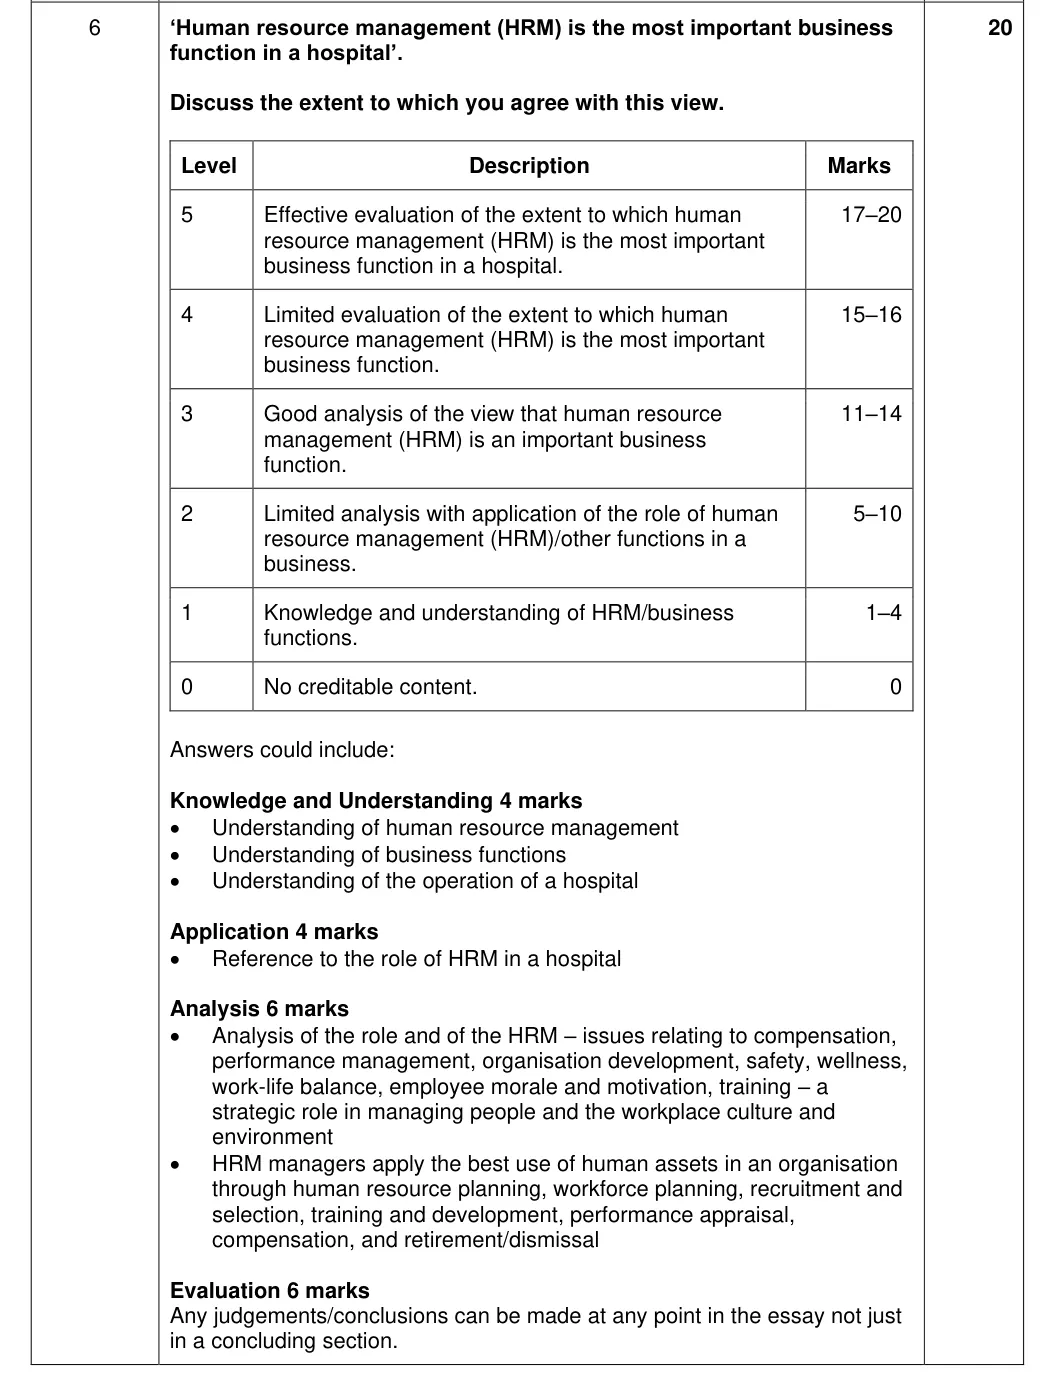 6 ‘Human resource management (HRM) is the most important business 20
function in a hospital’.
Discuss the extent to which you agree with this view.
Level Description Marks
5 Effective evaluation of the extent to which human 17–20
resource management (HRM) is the most important
business function in a hospital.
4 Limited evaluation of the extent to which human 15–16
resource management (HRM) is the most important
business function.
3 Good analysis of the view that human resource 11–14
management (HRM) is an important business
function.
2 Limited analysis with application of the role of human 5–10
resource management (HRM)/other functions in a
business.
1 Knowledge and understanding of HRM/business 1–4
functions.
0 No creditable content. 0
Answers could include:
Knowledge and Understanding 4 marks
• Understanding of human resource management
• Understanding of business functions
• Understanding of the operation of a hospital
Application 4 marks
• Reference to the role of HRM in a hospital
Analysis 6 marks
• Analysis of the role and of the HRM – issues relating to compensation,
performance management, organisation development, safety, wellness,
work-life balance, employee morale and motivation, training – a
strategic role in managing people and the workplace culture and
environment
• HRM managers apply the best use of human assets in an organisation
through human resource planning, workforce planning, recruitment and
selection, training and development, performance appraisal,
compensation, and retirement/dismissal
Evaluation 6 marks
Any judgements/conclusions can be made at any point in the essay not just
in a concluding section.